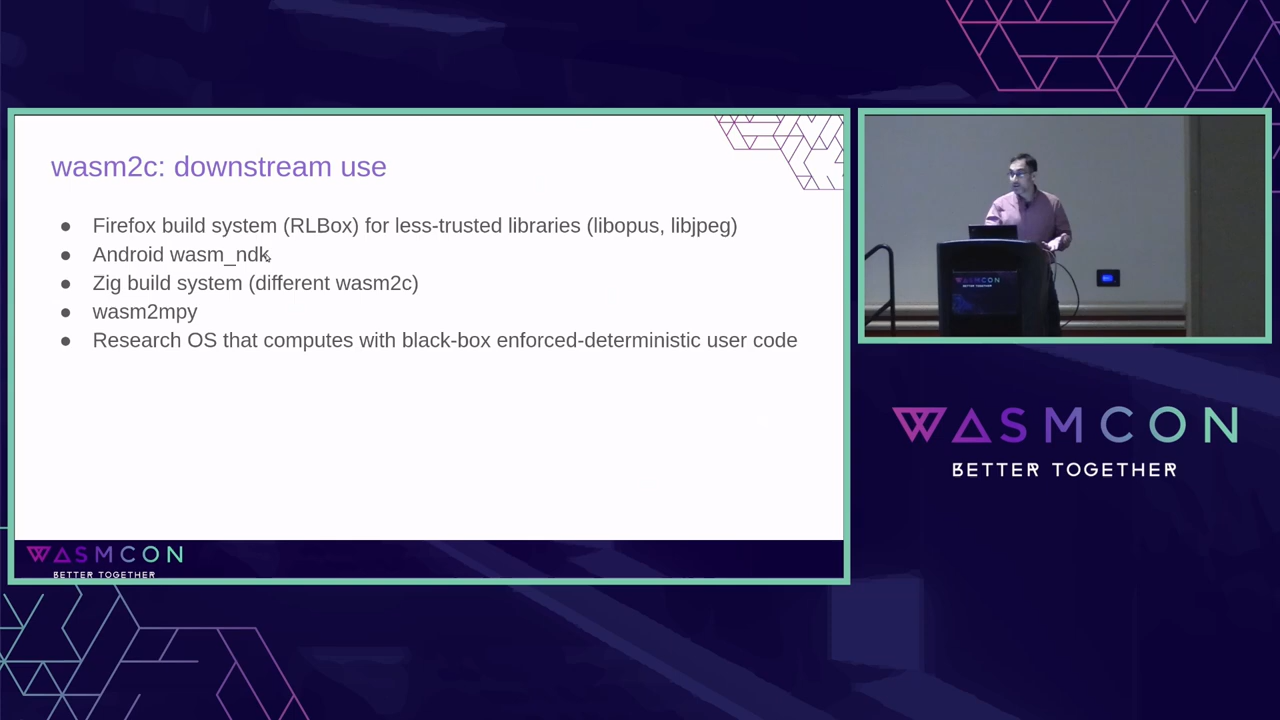 wasm2c: downstream use
● Firefox build system (RLBox) for less-trusted libraries (libopus, libjpeg)
● Android wasm_ndk
● Zig build system (different wasm2c)
● wasm2mpy
● Research OS that computes with black-box enforced-deterministic user code
WASMCON
BETTER TOGETHER
WASMCON
WASMCON
BETTER TOGETHER